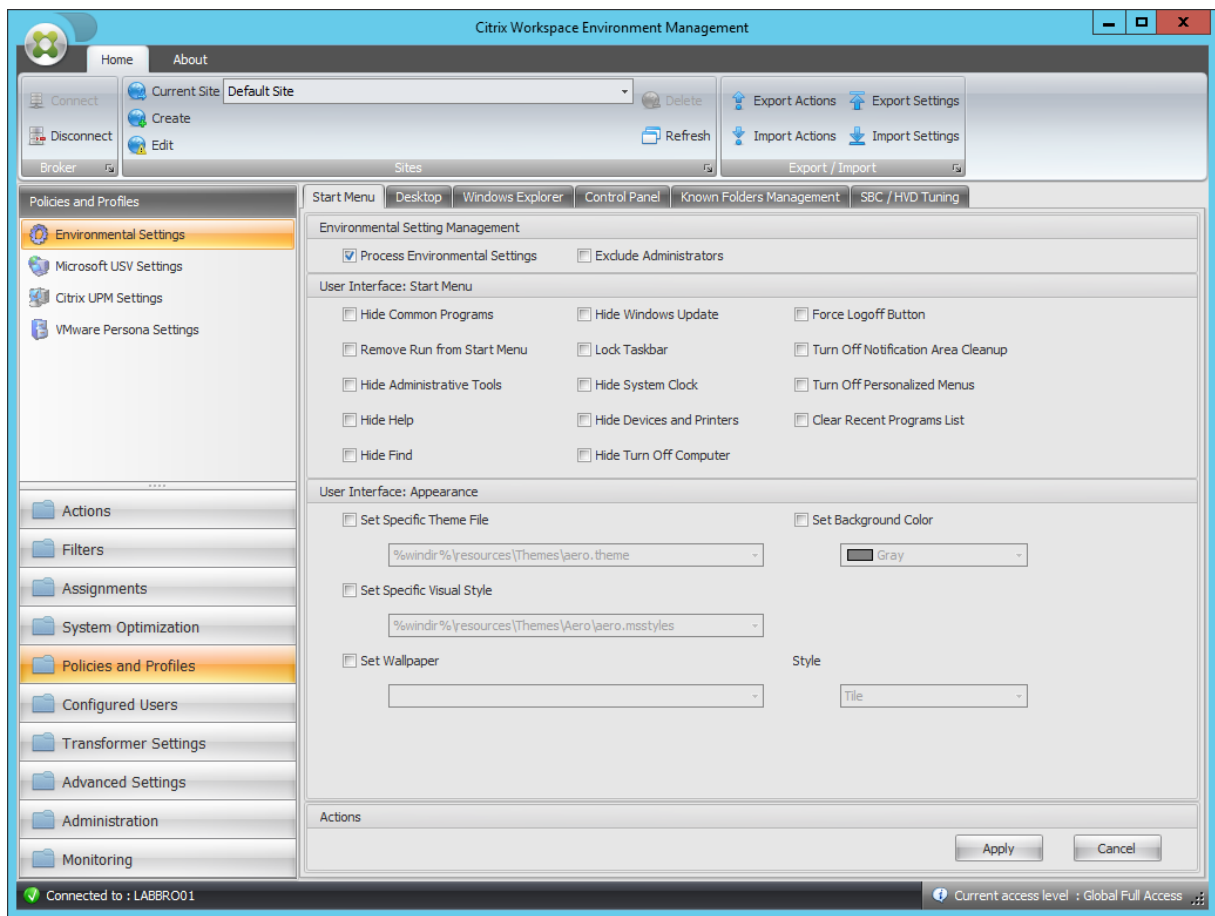 Citrix Workspace Environment Management
Home About
Connect
Disconnect
Broker
Current Site Default Site
Create
Edit
Delete
Refresh
Sites
Export Actions Export Settings
Import Actions Import Settings
Export / Import
Policies and Profiles
Environmental Settings
Microsoft USV Settings
Citrix UPM Settings
VMware Persona Settings
Actions
Filters
Assignments
System Optimization
Policies and Profiles
Configured Users
Transformer Settings
Advanced Settings
Administration
Monitoring
Start Menu Desktop Windows Explorer Control Panel Known Folders Management SBC / HVD Tuning
Environmental Setting Management
Process Environmental Settings Exclude Administrators
User Interface: Start Menu
Hide Common Programs Hide Windows Update Force Logoff Button
Remove Run from Start Menu Lock Taskbar Turn Off Notification Area Cleanup
Hide Administrative Tools Hide System Clock Turn Off Personalized Menus
Hide Help Hide Devices and Printers Clear Recent Programs List
Hide Find Hide Turn Off Computer
User Interface: Appearance
Set Specific Theme File Set Background Color
%windir%\resources\Themes\aero.theme Gray
Set Specific Visual Style
%windir%\resources\Themes\Aero\aero.msstyles
Set Wallpaper Style
Tile
Actions
Apply Cancel
Connected to : LABBRO01 Current access level : Global Full Access